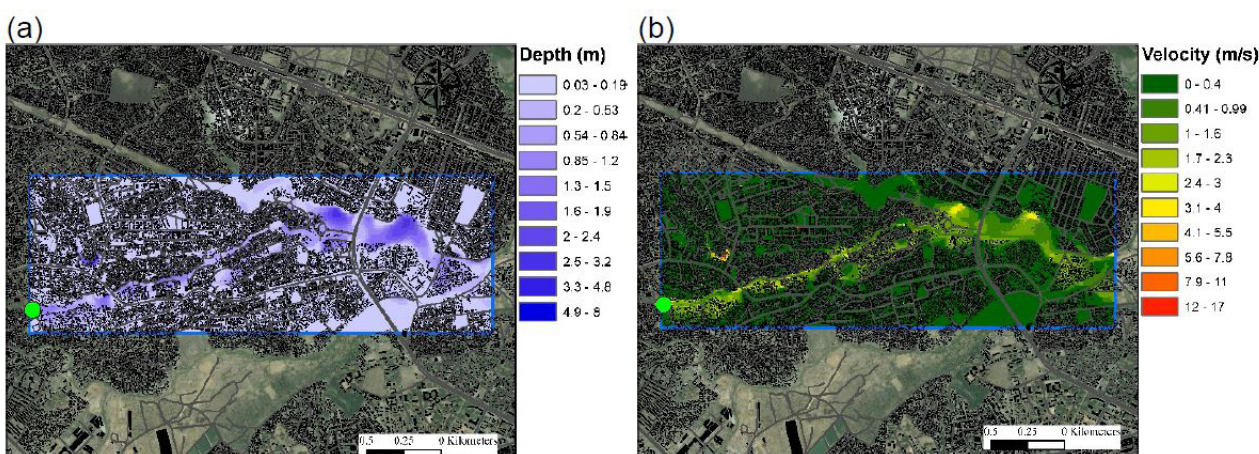 (a)
Depth (m)
0.03 - 0.19
0.2 - 0.53
0.54 - 0.84
0.85 - 1.2
1.3 - 1.5
1.6 - 1.9
2 - 2.4
2.5 - 3.2
3.3 - 4.8
4.9 - 8
0.5 0.25 0 Kilometers
(b)
Velocity (m/s)
0 - 0.4
0.41 - 0.99
1 - 1.6
1.7 - 2.3
2.4 - 3
3.1 - 4
4.1 - 5.5
5.6 - 7.8
7.9 - 11
12 - 17
0.5 0.25 0 Kilometers